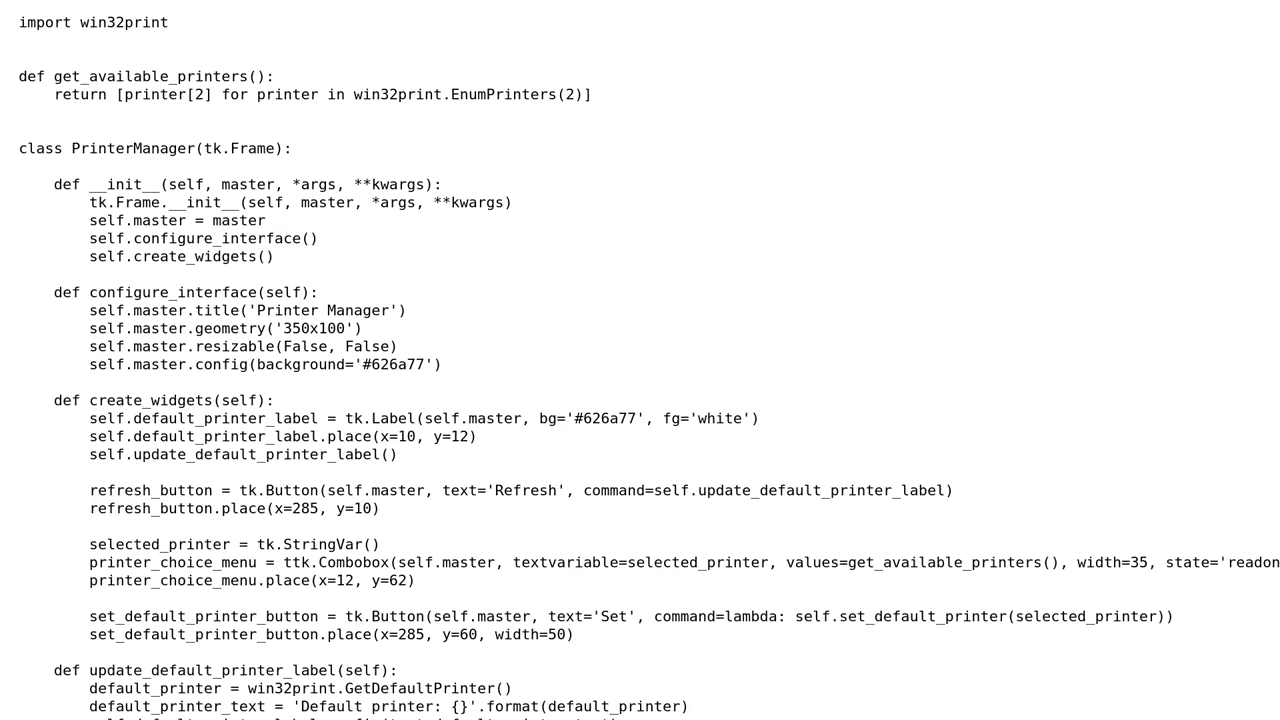 import win32print
def get_available_printers():
    return [printer[2] for printer in win32print.EnumPrinters(2)]
class PrinterManager(tk.Frame):
    def __init__(self, master, *args, **kwargs):
        tk.Frame.__init__(self, master, *args, **kwargs)
        self.master = master
        self.configure_interface()
        self.create_widgets()
    def configure_interface(self):
        self.master.title('Printer Manager')
        self.master.geometry('350x100')
        self.master.resizable(False, False)
        self.master.config(background='#626a77')
    def create_widgets(self):
        self.default_printer_label = tk.Label(self.master, bg='#626a77', fg='white')
        self.default_printer_label.place(x=10, y=12)
        self.update_default_printer_label()
        refresh_button = tk.Button(self.master, text='Refresh', command=self.update_default_printer_label)
        refresh_button.place(x=285, y=10)
        selected_printer = tk.StringVar()
        printer_choice_menu = ttk.Combobox(self.master, textvariable=selected_printer, values=get_available_printers(), width=35, state='readon
        printer_choice_menu.place(x=12, y=62)
        set_default_printer_button = tk.Button(self.master, text='Set', command=lambda: self.set_default_printer(selected_printer))
        set_default_printer_button.place(x=285, y=60, width=50)
    def update_default_printer_label(self):
        default_printer = win32print.GetDefaultPrinter()
        default_printer_text = 'Default printer: {}'.format(default_printer)